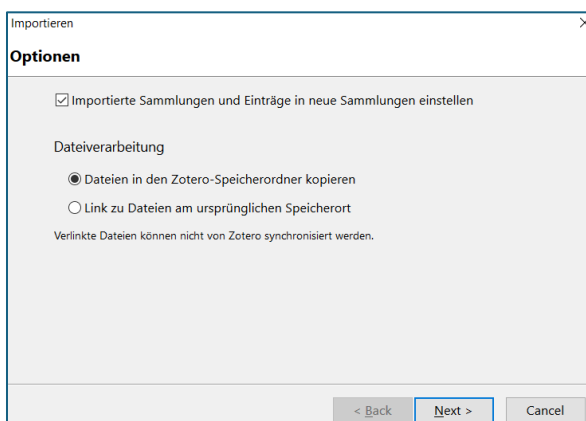 Importieren
Optionen
Importierte Sammlungen und Einträge in neue Sammlungen einstellen
Dateiverarbeitung
Dateien in den Zotero-Speicherordner kopieren
Link zu Dateien am ursprünglichen Speicherort
Verlinkte Dateien können nicht von Zotero synchronisiert werden.
< Back Next > Cancel